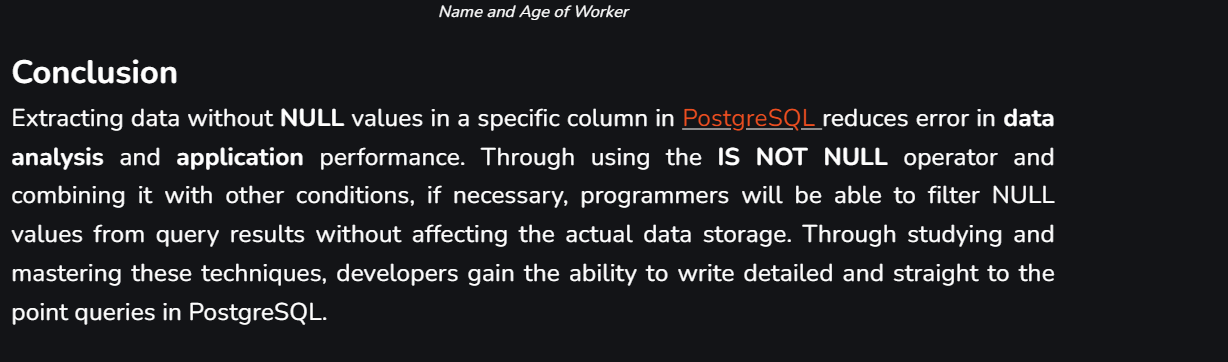 Name and Age of Worker
Conclusion
Extracting data without NULL values in a specific column in PostgreSQL reduces error in data
analysis and application performance. Through using the IS NOT NULL operator and
combining it with other conditions, if necessary, programmers will be able to filter NULL
values from query results without affecting the actual data storage. Through studying and
mastering these techniques, developers gain the ability to write detailed and straight to the
point queries in PostgreSQL.